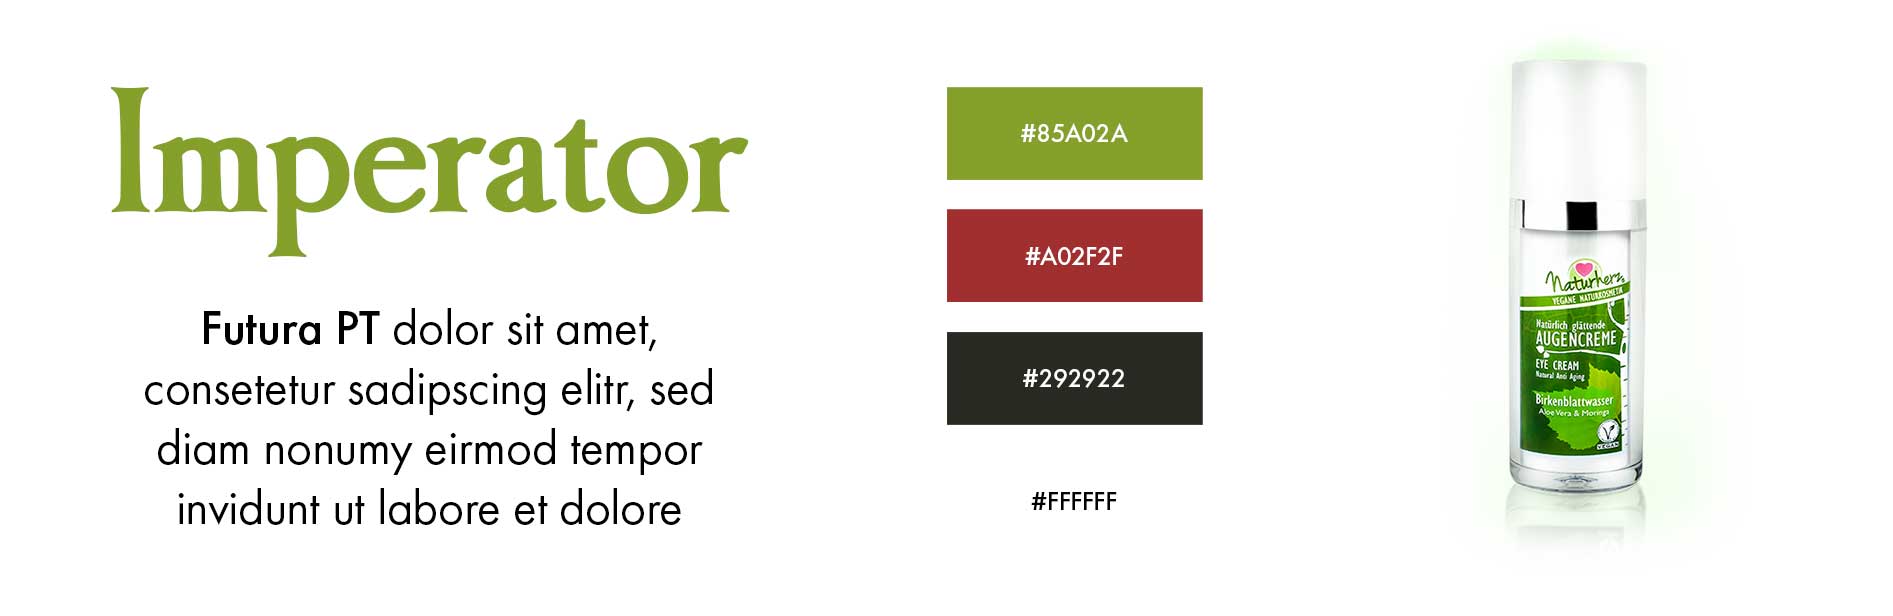 Imperator
Futura PT dolor sit amet,
consetetur sadipscing elitr, sed
diam nonumy eirmod tempor
invidunt ut labore et dolore
#85A02A
#A02F2F
#292922
#FFFFFF
Naturherz
VEGANE NATURKOSMETIK
Natürlich glättende
AUGENCREME
EYE CREAM
Natural Anti Aging
Birkenblattwasser
Aloe Vera & Moringa
VEGAN